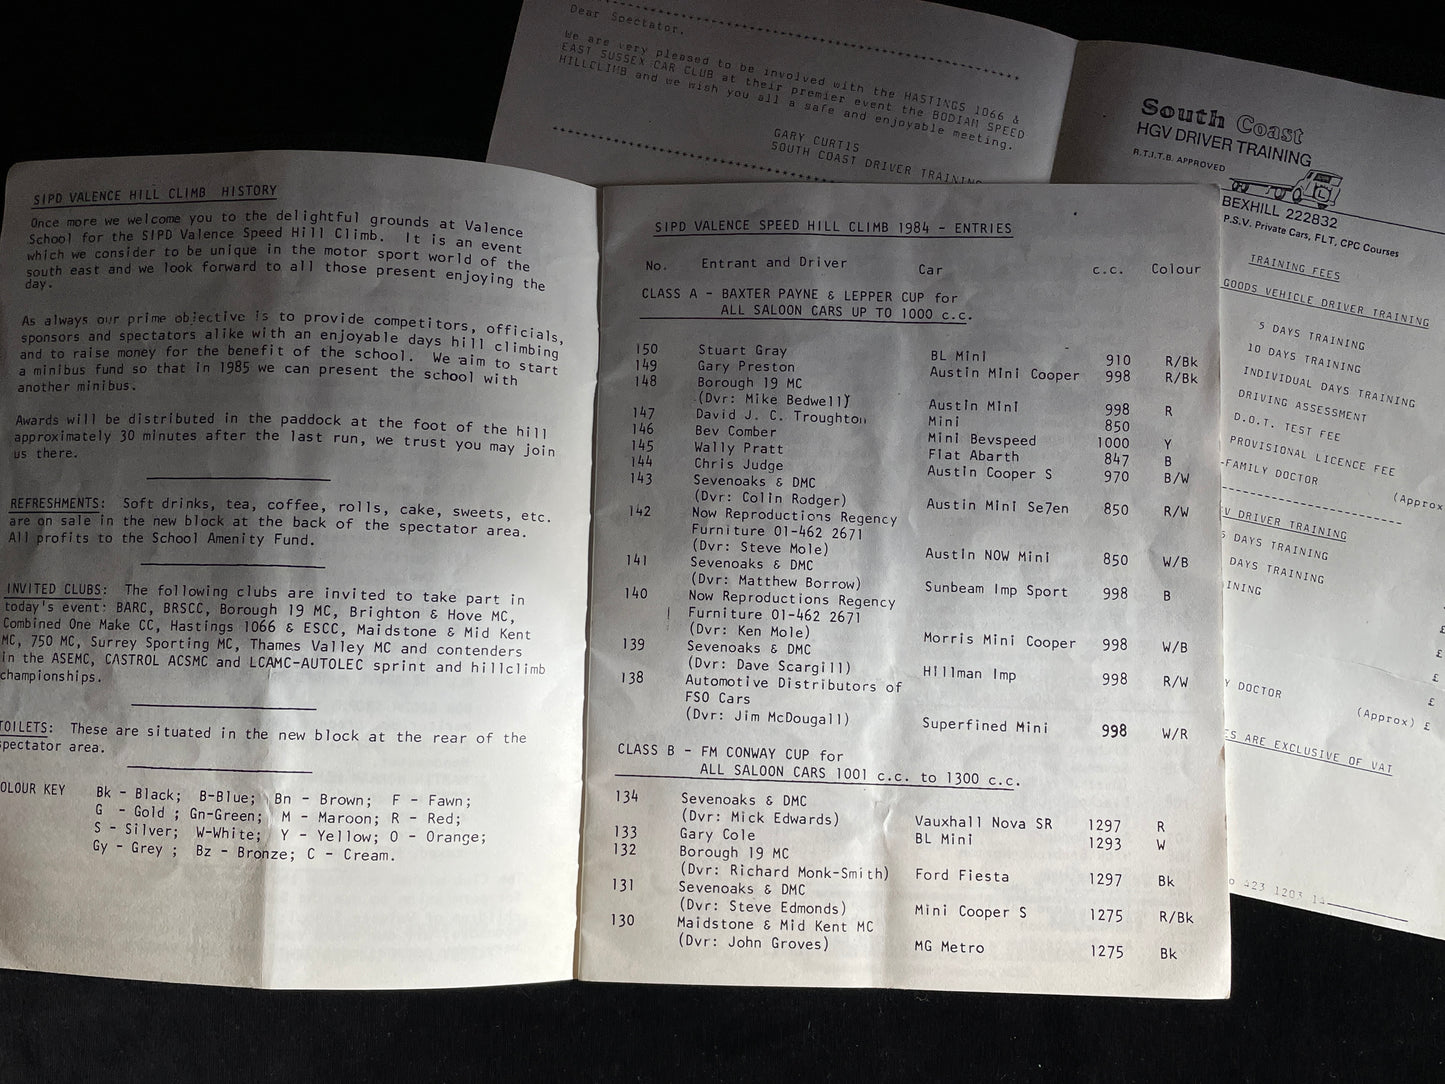 Dear Spectator.
We are very pleased to be involved with the HASTINGS 1066 &
EAST SUSSEX CAR CLUB at their premier event the BODIAM SPEED
HILLCLIMB and we wish you all a safe and enjoyable meeting.
GARY CURTIS
SOUTH COAST DRIVER TRAINING
South Coast
HGV DRIVER TRAINING
R.T.I.T.B. APPROVED
L
BEXHILL 222832
P.S.V. Private Cars, FLT, CPC Courses
TRAINING FEES
GOODS VEHICLE DRIVER TRAINING
5 DAYS TRAINING
10 DAYS TRAINING
INDIVIDUAL DAYS TRAINING
DRIVING ASSESSMENT
D.O.T. TEST FEE
PROVISIONAL LICENCE FEE
-FAMILY DOCTOR
(Approx
V DRIVER TRAINING
5 DAYS TRAINING
DAYS TRAINING
INING
£
£
£
Y DOCTOR
(Approx) £
ES ARE EXCLUSIVE OF VAT
SIPD VALENCE HILL CLIMB HISTORY
Once more we welcome you to the delightful grounds at Valence
School for the SIPD Valence Speed Hill Climb. It is an event
which we consider to be unique in the motor sport world of the
south east and we look forward to all those present enjoying the
day.
As always our prime objective is to provide competitors, officials,
sponsors and spectators alike with an enjoyable days hill climbing
and to raise money for the benefit of the school. We aim to start
a minibus fund so that in 1985 we can present the school with
another minibus.
Awards will be distributed in the paddock at the foot of the hill
approximately 30 minutes after the last run, we trust you may join
us there.
REFRESHMENTS: Soft drinks, tea, coffee, rolls, cake, sweets, etc.
are on sale in the new block at the back of the spectator area.
All profits to the School Amenity Fund.
INVITED CLUBS: The following clubs are invited to take part in
today's event: BARC, BRSCC, Borough 19 MC, Brighton & Hove MC,
Combined One Make CC, Hastings 1066 & ESCC, Maidstone & Mid Kent
MC, 750 MC, Surrey Sporting MC, Thames Valley MC and contenders
in the ASEMC, CASTROL ACSMC and LCAMC-AUTOLEC sprint and hillclimb
championships.
TOILETS: These are situated in the new block at the rear of the
spectator area.
OLOUR KEY Bk - Black; B-Blue; Bn - Brown; F - Fawn;
G - Gold ; Gn-Green; M - Maroon; R - Red;
S - Silver; W-White; Y - Yellow; O - Orange;
Gy - Grey ; Bz - Bronze; C - Cream.
SIPD VALENCE SPEED HILL CLIMB 1984 - ENTRIES
No. Entrant and Driver Car c.c. Colour
CLASS A - BAXTER PAYNE & LEPPER CUP for
ALL SALOON CARS UP TO 1000 c.c.
150 Stuart Gray BL Mini 910 R/Bk
149 Gary Preston Austin Mini Cooper 998 R/Bk
148 Borough 19 MC
(Dvr: Mike Bedwell) Austin Mini 998 R
147 David J. C. Troughton Mini 850
146 Bev Comber Mini Bevspeed 1000 Y
145 Wally Pratt Fiat Abarth 847 B
144 Chris Judge Austin Cooper S 970 B/W
143 Sevenoaks & DMC
(Dvr: Colin Rodger) Austin Mini Se7en 850 R/W
142 Now Reproductions Regency
Furniture 01-462 2671
(Dvr: Steve Mole) Austin NOW Mini 850 W/B
141 Sevenoaks & DMC
(Dvr: Matthew Borrow) Sunbeam Imp Sport 998 B
140 Now Reproductions Regency
Furniture 01-462 2671
(Dvr: Ken Mole) Morris Mini Cooper 998 W/B
139 Sevenoaks & DMC
(Dvr: Dave Scargill) Hillman Imp 998 R/W
138 Automotive Distributors of
FSO Cars
(Dvr: Jim McDougall) Superfined Mini 998 W/R
CLASS B - FM CONWAY CUP for
ALL SALOON CARS 1001 c.c. to 1300 c.c.
134 Sevenoaks & DMC
(Dvr: Mick Edwards) Vauxhall Nova SR 1297 R
133 Gary Cole BL Mini 1293 W
132 Borough 19 MC
(Dvr: Richard Monk-Smith) Ford Fiesta 1297 Bk
131 Sevenoaks & DMC
(Dvr: Steve Edmonds) Mini Cooper S 1275 R/Bk
130 Maidstone & Mid Kent MC
(Dvr: John Groves) MG Metro 1275 Bk